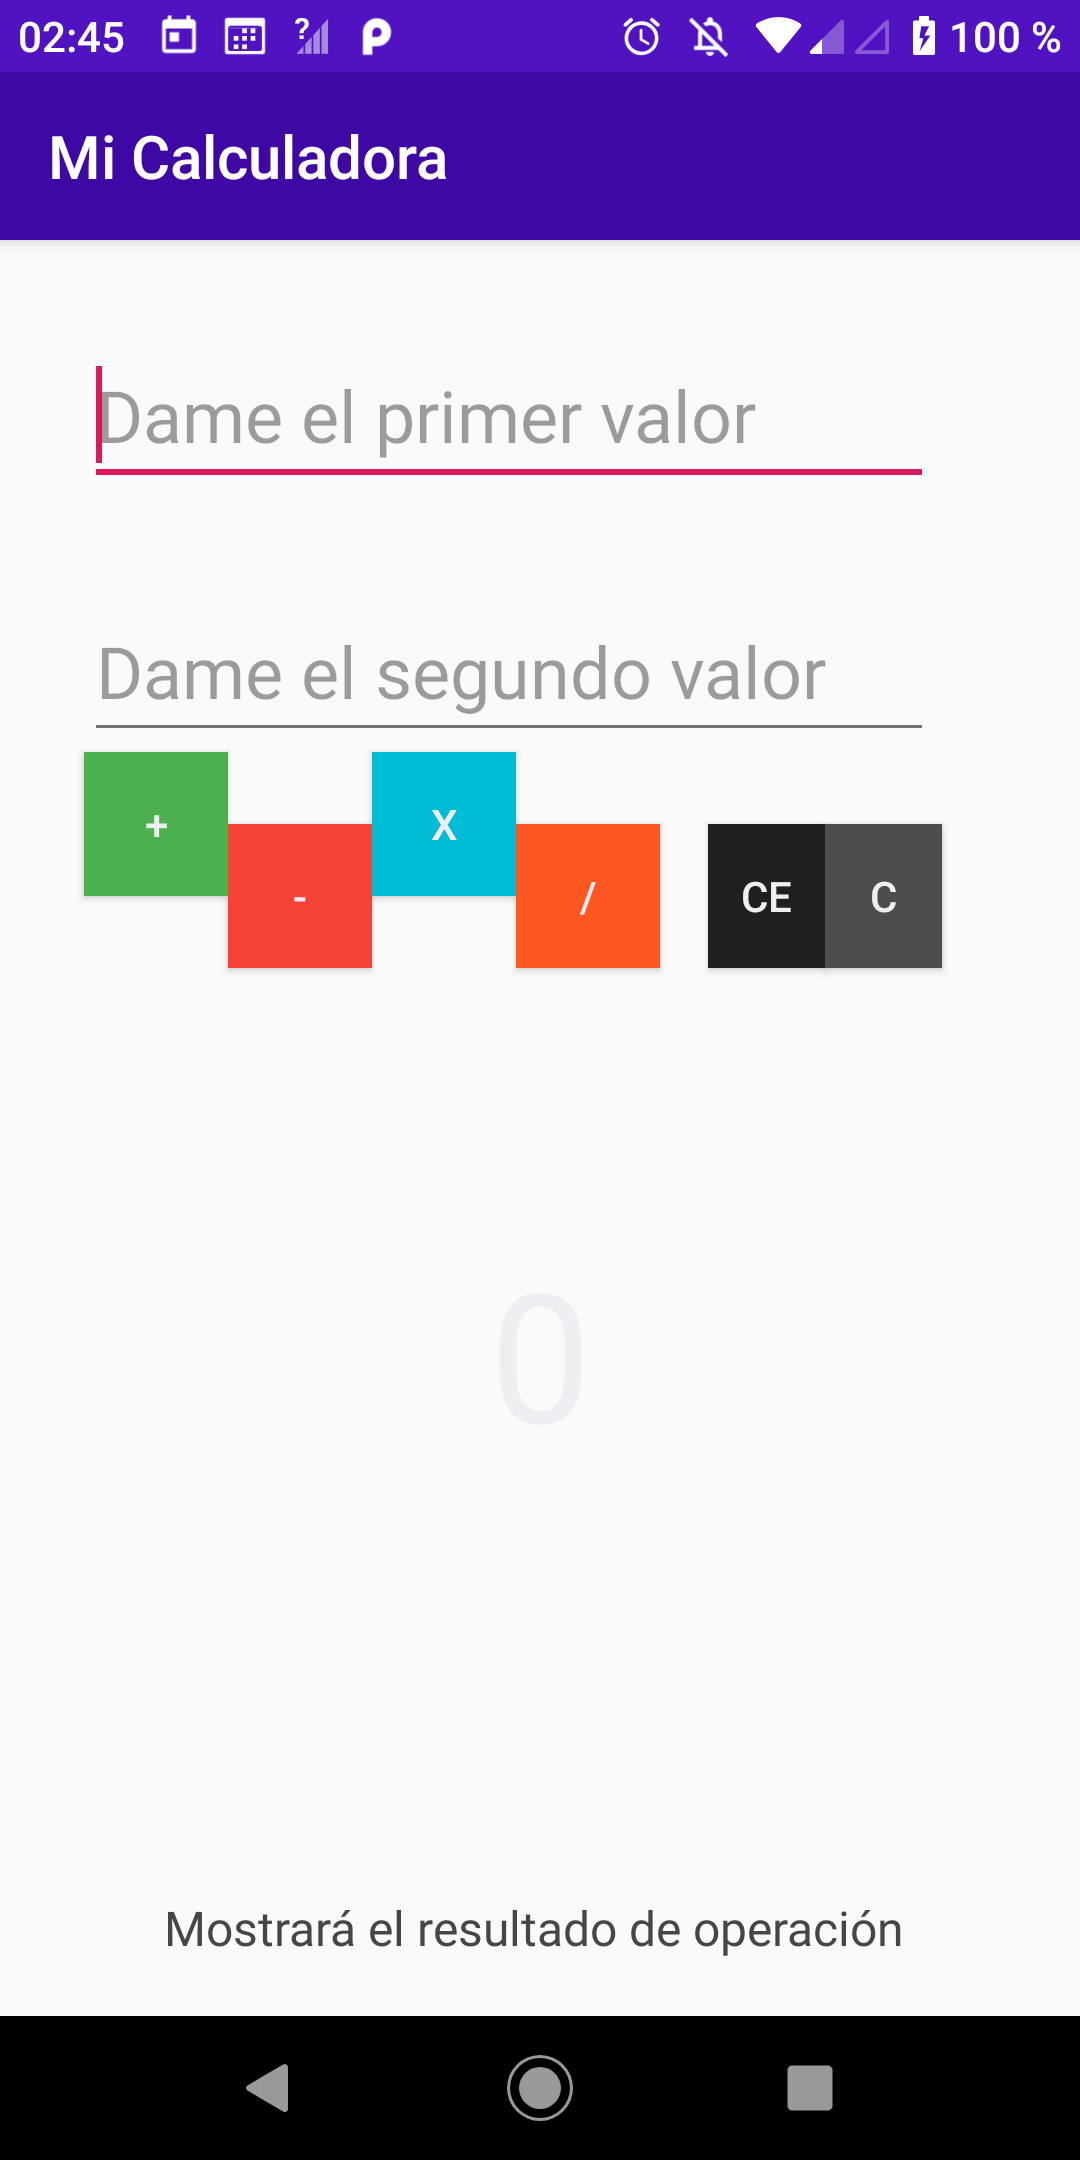 02:45 ? 100 %
Mi Calculadora
Dame el primer valor
Dame el segundo valor
+ - X / CE C
0
Mostrará el resultado de operación